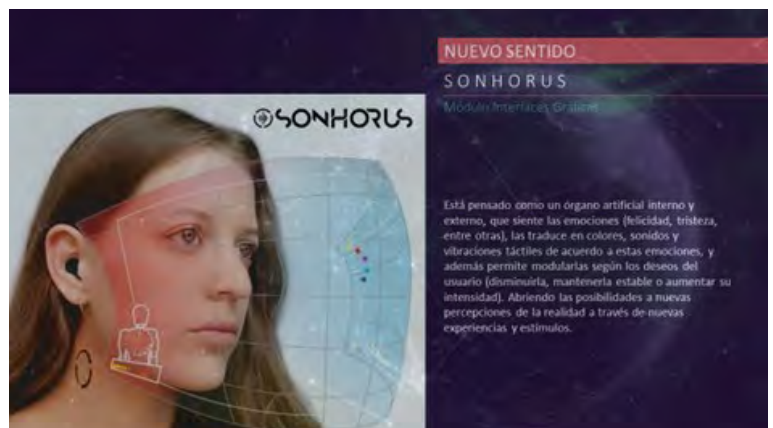 NUEVO SENTIDO
SONHORUS
Módulo Interfaces Gráficas
SONHORUS
Está pensado como un órgano artificial interno y
externo, que siente las emociones (felicidad, tristeza,
entre otras), las traduce en colores, sonidos y
vibraciones táctiles de acuerdo a estas emociones, y
además permite modularlas según los deseos del
usuario (disminuirla, mantenerla estable o aumentar su
intensidad). Abriendo las posibilidades a nuevas
percepciones de la realidad a través de nuevas
experiencias y estímulos.